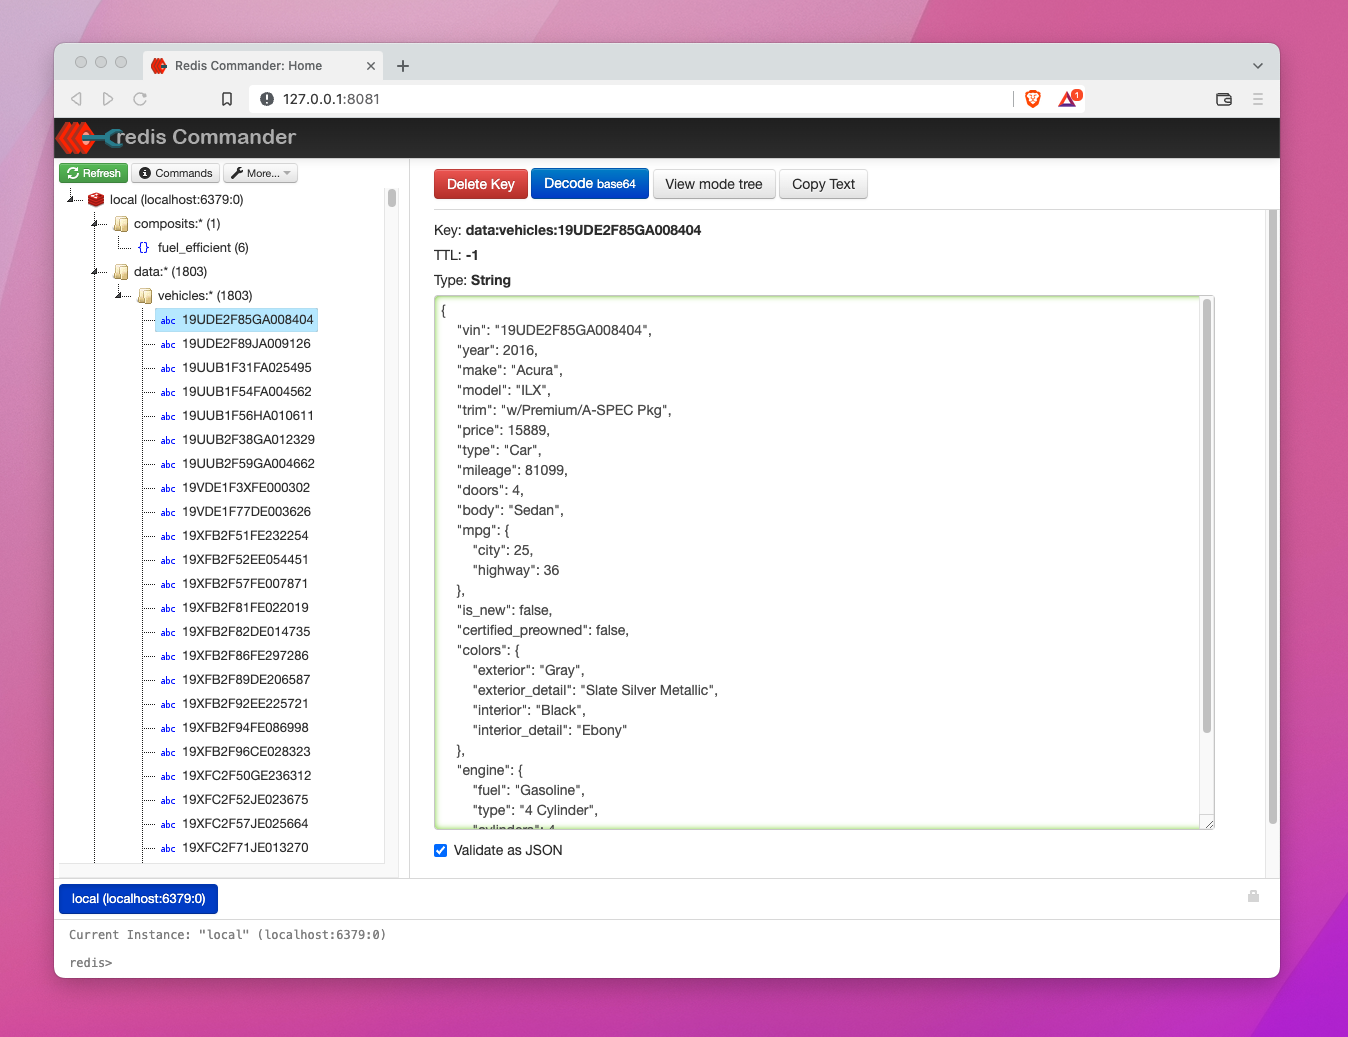 Redis Commander: Home
127.0.0.1:8081
1
redis Commander
Refresh
Commands
More...
local (localhost:6379:0)
composits:* (1)
{} fuel_efficient (6)
data:* (1803)
vehicles:* (1803)
abc 19UDE2F85GA008404
abc 19UDE2F89JA009126
abc 19UUB1F31FA025495
abc 19UUB1F54FA004562
abc 19UUB1F56HA010611
abc 19UUB2F38GA012329
abc 19UUB2F59GA004662
abc 19VDE1F3XFE000302
abc 19VDE1F77DE003626
abc 19XFB2F51FE232254
abc 19XFB2F52EE054451
abc 19XFB2F57FE007871
abc 19XFB2F81FE022019
abc 19XFB2F82DE014735
abc 19XFB2F86FE297286
abc 19XFB2F89DE206587
abc 19XFB2F92EE225721
abc 19XFB2F94FE086998
abc 19XFB2F96CE028323
abc 19XFC2F50GE236312
abc 19XFC2F52JE023675
abc 19XFC2F57JE025664
abc 19XFC2F71JE013270
Delete Key
Decode base64
View mode tree
Copy Text
Key: data:vehicles:19UDE2F85GA008404
TTL: -1
Type: String
{
"vin": "19UDE2F85GA008404",
"year": 2016,
"make": "Acura",
"model": "ILX",
"trim": "w/Premium/A-SPEC Pkg",
"price": 15889,
"type": "Car",
"mileage": 81099,
"doors": 4,
"body": "Sedan",
"mpg": {
"city": 25,
"highway": 36
},
"is_new": false,
"certified_preowned": false,
"colors": {
"exterior": "Gray",
"exterior_detail": "Slate Silver Metallic",
"interior": "Black",
"interior_detail": "Ebony"
},
"engine": {
"fuel": "Gasoline",
"type": "4 Cylinder",
"cylinders": 4
Validate as JSON
local (localhost:6379:0)
Current Instance: "local" (localhost:6379:0)
redis>